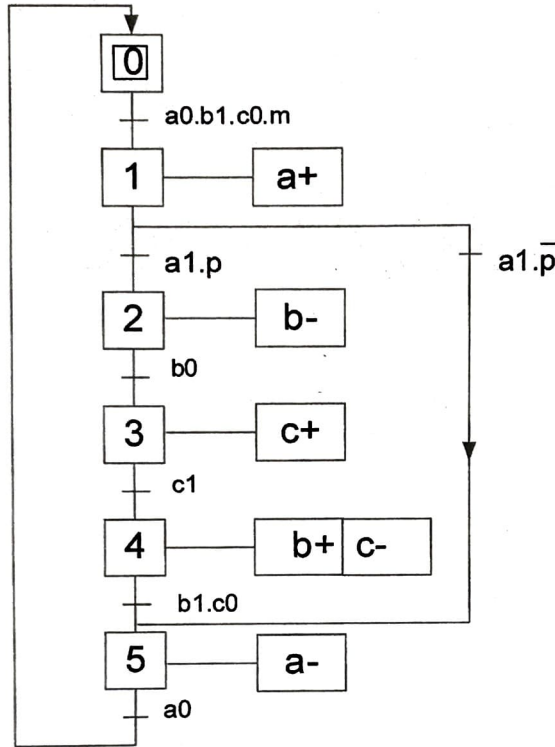 0
a0.b1.c0.m
1 a+
a1.p a1.p̅
2 b-
b0
3 c+
c1
4 b+ c-
b1.c0
5 a-
a0